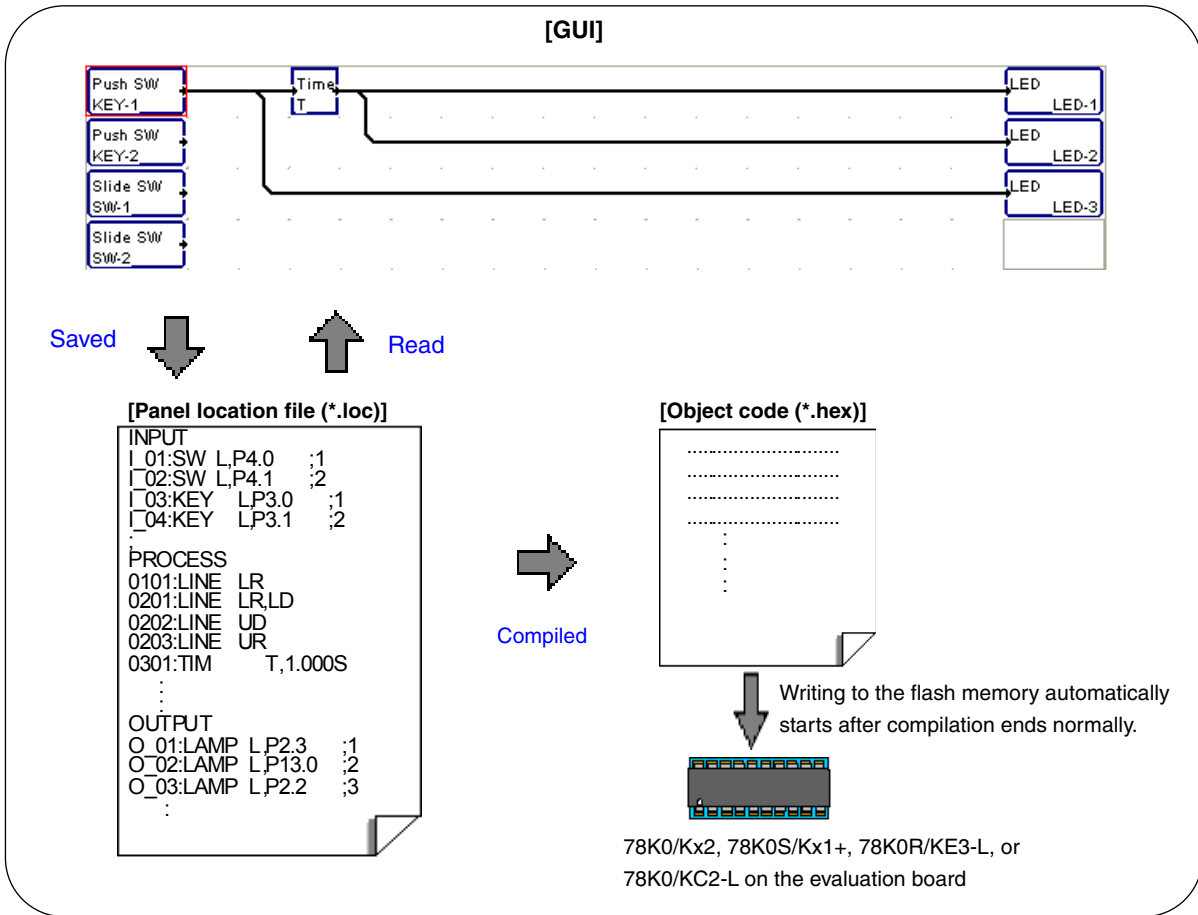 [GUI]
Push SW
KEY-1
Time
T
LED
LED-1
Push SW
KEY-2
LED
LED-2
Slide SW
SW-1
LED
LED-3
Slide SW
SW-2
Saved
Read
[Panel location file (*.loc)]
INPUT
I_01:SW L,P4.0 ;1
I_02:SW L,P4.1 ;2
I_03:KEY L,P3.0 ;1
I_04:KEY L,P3.1 ;2
;
PROCESS
0101:LINE LR
0201:LINE LR,LD
0202:LINE UD
0203:LINE UR
0301:TIM T,1.000S
:
:
OUTPUT
O_01:LAMP L,P2.3 ;1
O_02:LAMP L,P13.0 ;2
O_03:LAMP L,P2.2 ;3
:
Compiled
[Object code (*.hex)]
Writing to the flash memory automatically
starts after compilation ends normally.
78K0/Kx2, 78K0S/Kx1+, 78K0R/KE3-L, or
78K0/KC2-L on the evaluation board